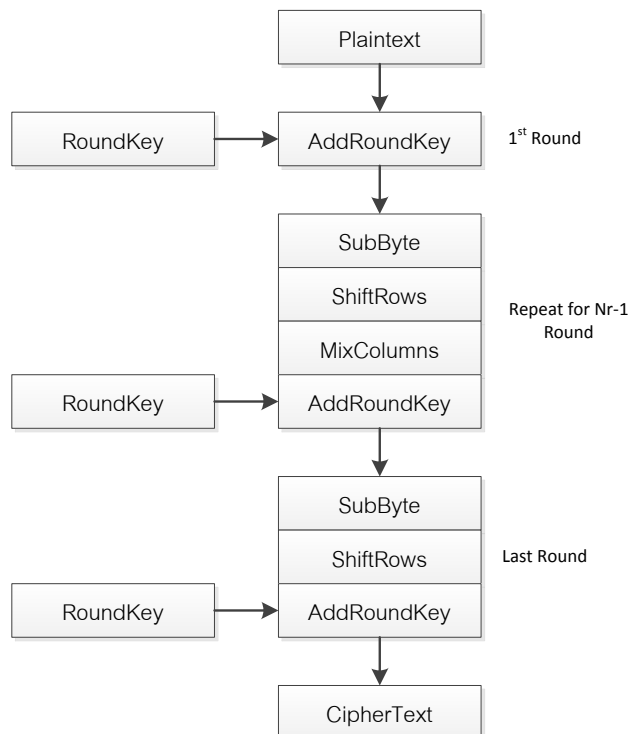 Plaintext
RoundKey
AddRoundKey
1st Round
SubByte
ShiftRows
MixColumns
Repeat for Nr-1
Round
RoundKey
AddRoundKey
SubByte
ShiftRows
Last Round
RoundKey
AddRoundKey
CipherText